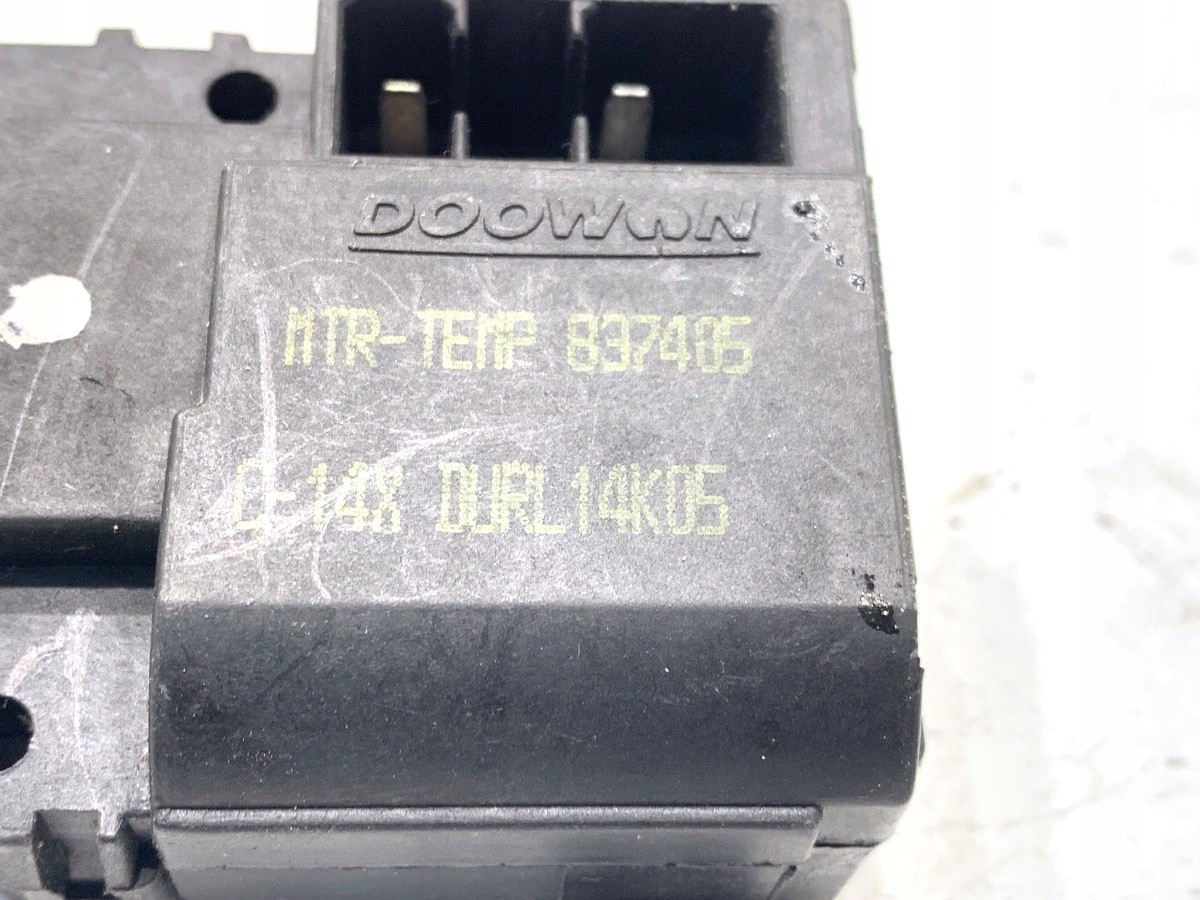 DOOWON
MTR-TEMP 837405
C-14X DURL14K05